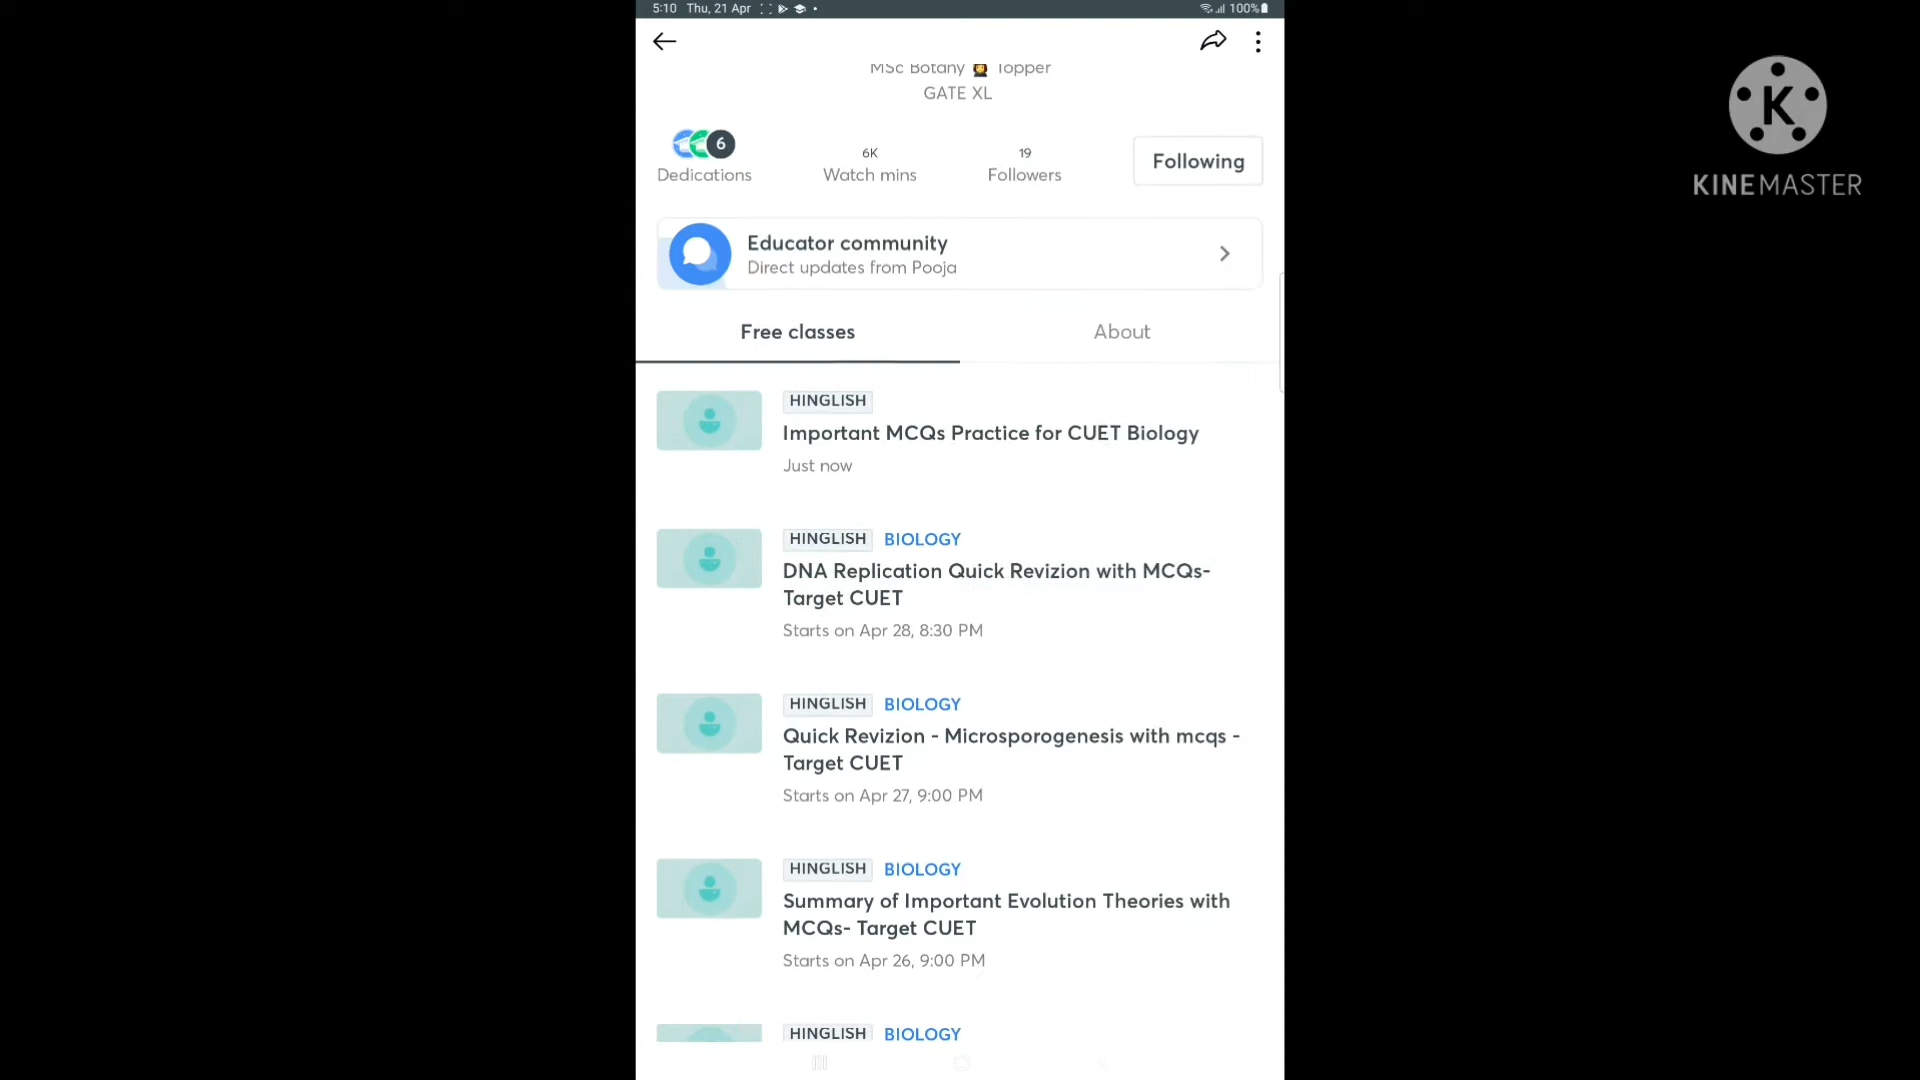 5:10 Thu, 21 Apr
100%
MSc Botany Topper
GATE XL
6
Dedications
6K
Watch mins
19
Followers
Following
Educator community
Direct updates from Pooja
Free classes
About
HINGLISH
Important MCQs Practice for CUET Biology
Just now
HINGLISH BIOLOGY
DNA Replication Quick Revizion with MCQs-
Target CUET
Starts on Apr 28, 8:30 PM
HINGLISH BIOLOGY
Quick Revizion - Microsporogenesis with mcqs -
Target CUET
Starts on Apr 27, 9:00 PM
HINGLISH BIOLOGY
Summary of Important Evolution Theories with
MCQs- Target CUET
Starts on Apr 26, 9:00 PM
HINGLISH BIOLOGY
K
KINEMASTER